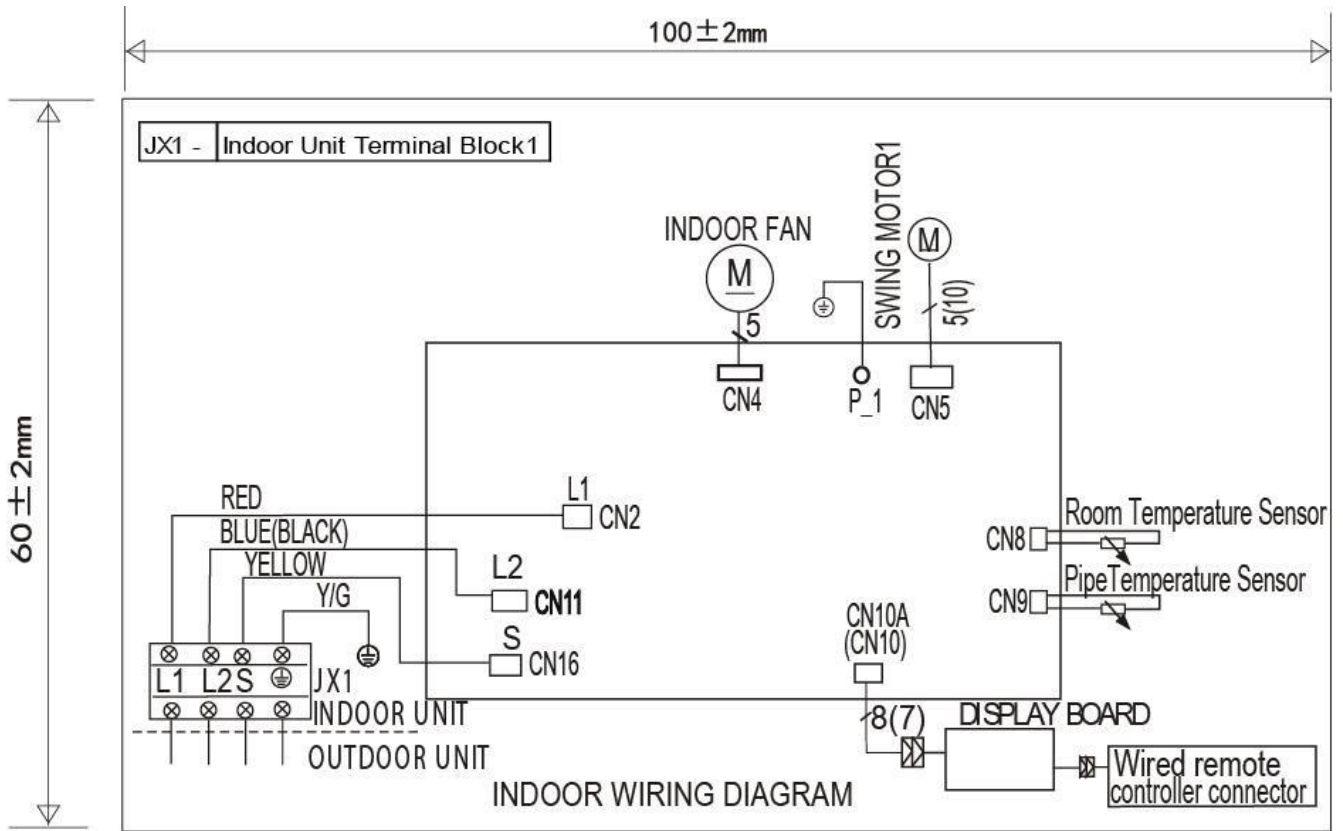 100±2mm
60±2mm
JX1 - Indoor Unit Terminal Block1
INDOOR FAN
M
5
SWING MOTOR1
M
5(10)
CN4
P_1
CN5
RED
L1
CN2
BLUE(BLACK)
L2
CN11
YELLOW
Y/G
S
CN16
CN8
Room Temperature Sensor
CN9
PipeTemperature Sensor
CN10A
(CN10)
L1 L2 S JX1
INDOOR UNIT
OUTDOOR UNIT
8(7)
DISPLAY BOARD
Wired remote
controller connector
INDOOR WIRING DIAGRAM